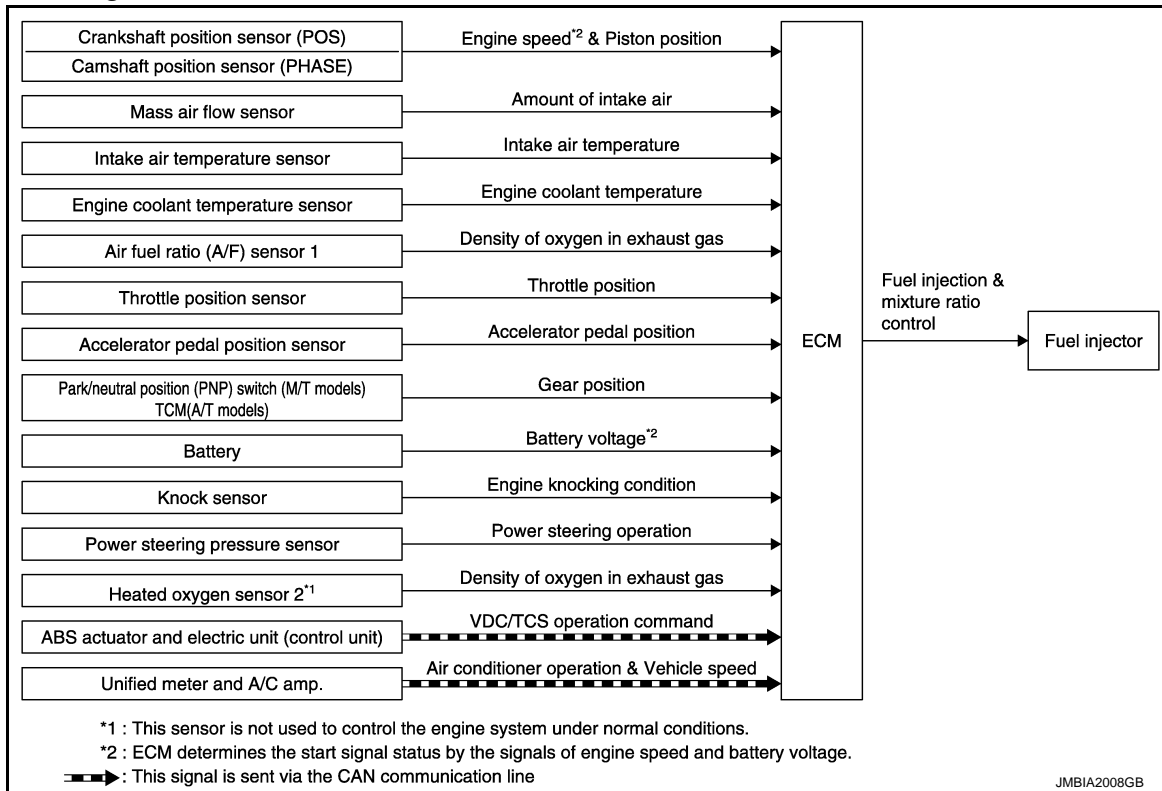 Crankshaft position sensor (POS)
Camshaft position sensor (PHASE)
Engine speed*2 & Piston position
Mass air flow sensor
Amount of intake air
Intake air temperature sensor
Intake air temperature
Engine coolant temperature sensor
Engine coolant temperature
Air fuel ratio (A/F) sensor 1
Density of oxygen in exhaust gas
Throttle position sensor
Throttle position
Accelerator pedal position sensor
Accelerator pedal position
Park/neutral position (PNP) switch (M/T models)
TCM(A/T models)
Gear position
Battery
Battery voltage*2
Knock sensor
Engine knocking condition
Power steering pressure sensor
Power steering operation
Heated oxygen sensor 2*1
Density of oxygen in exhaust gas
ABS actuator and electric unit (control unit)
VDC/TCS operation command
Unified meter and A/C amp.
Air conditioner operation & Vehicle speed
ECM
Fuel injection &
mixture ratio
control
Fuel injector
*1 : This sensor is not used to control the engine system under normal conditions.
*2 : ECM determines the start signal status by the signals of engine speed and battery voltage.
: This signal is sent via the CAN communication line
JMBIA2008GB